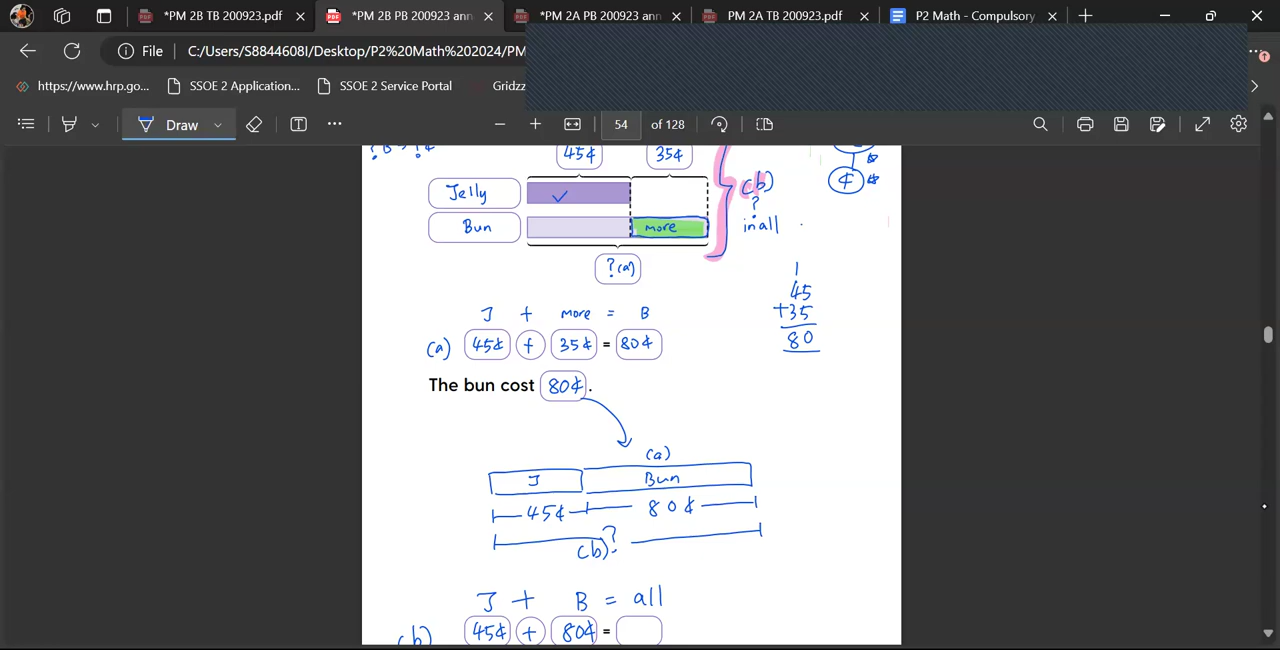 *PM 2B TB 200923.pdf
*PM 2B PB 200923 ann
*PM 2A PB 200923 ann
PM 2A TB 200923.pdf
P2 Math - Compulsory
File
C:/Users/S8844608I/Desktop/P2%20Math%202024/PM
https://www.hrp.go...
SSOE 2 Application...
SSOE 2 Service Portal
Gridzz
Draw
54 of 128
45¢ 35¢
Jelly
Bun more
(b)
?
in all
¢
?(a)
J + more = B
(a) 45¢ + 35¢ = 80¢
1
45
+35
80
The bun cost 80¢.
(a)
J Bun
45¢ 80¢
(b)?
J + B = all
(b) 45¢ + 80¢ =